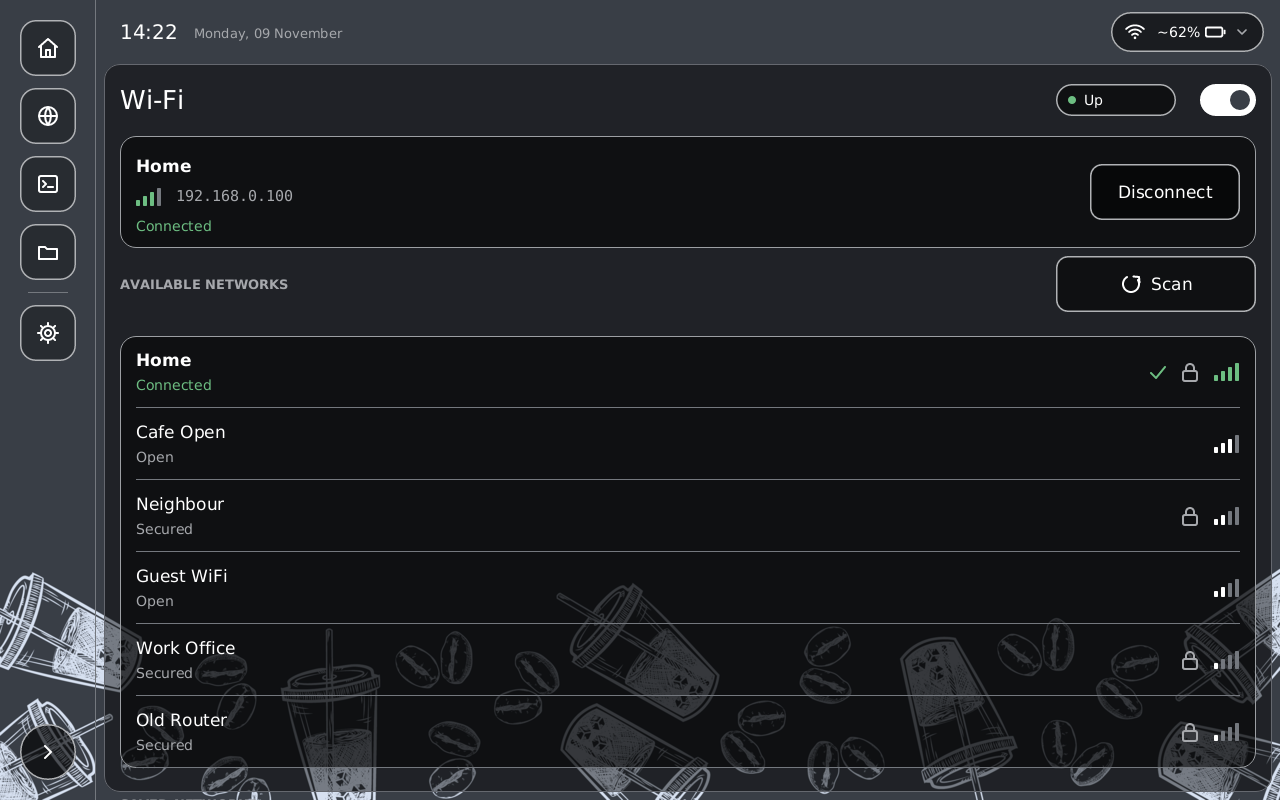 14:22 Monday, 09 November ~62%
Wi-Fi Up
Home
192.168.0.100 Disconnect
Connected
AVAILABLE NETWORKS Scan
Home
Connected
Cafe Open
Open
Neighbour
Secured
Guest WiFi
Open
Work Office
Secured
Old Router
Secured